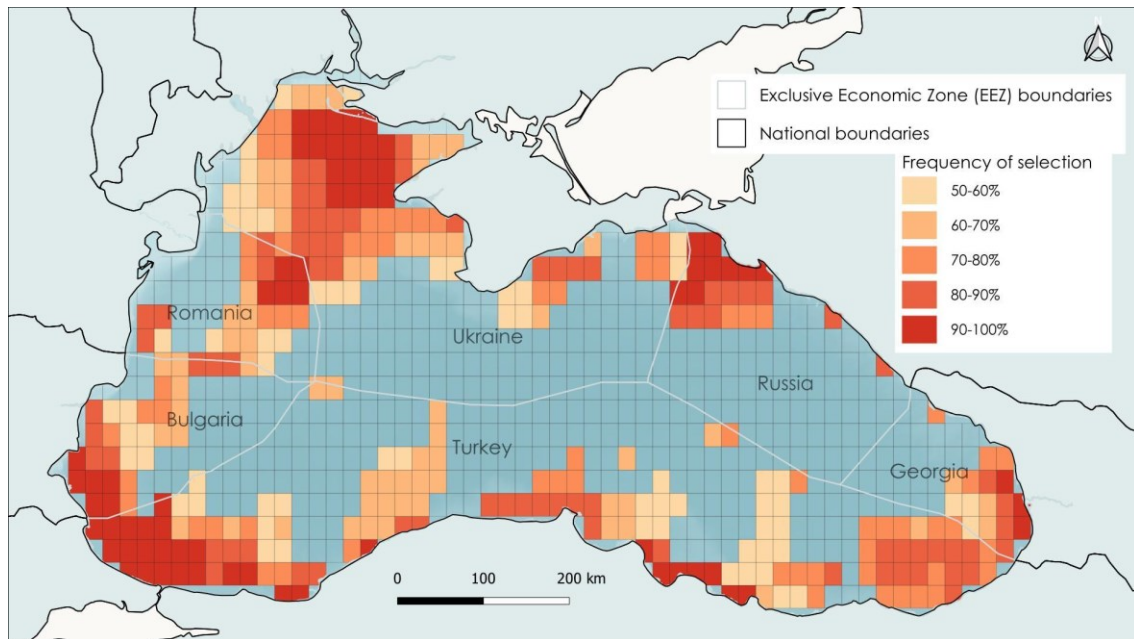 N
Exclusive Economic Zone (EEZ) boundaries
National boundaries
Frequency of selection
50-60%
60-70%
70-80%
80-90%
90-100%
Romania
Ukraine
Russia
Bulgaria
Turkey
Georgia
0 100 200 km